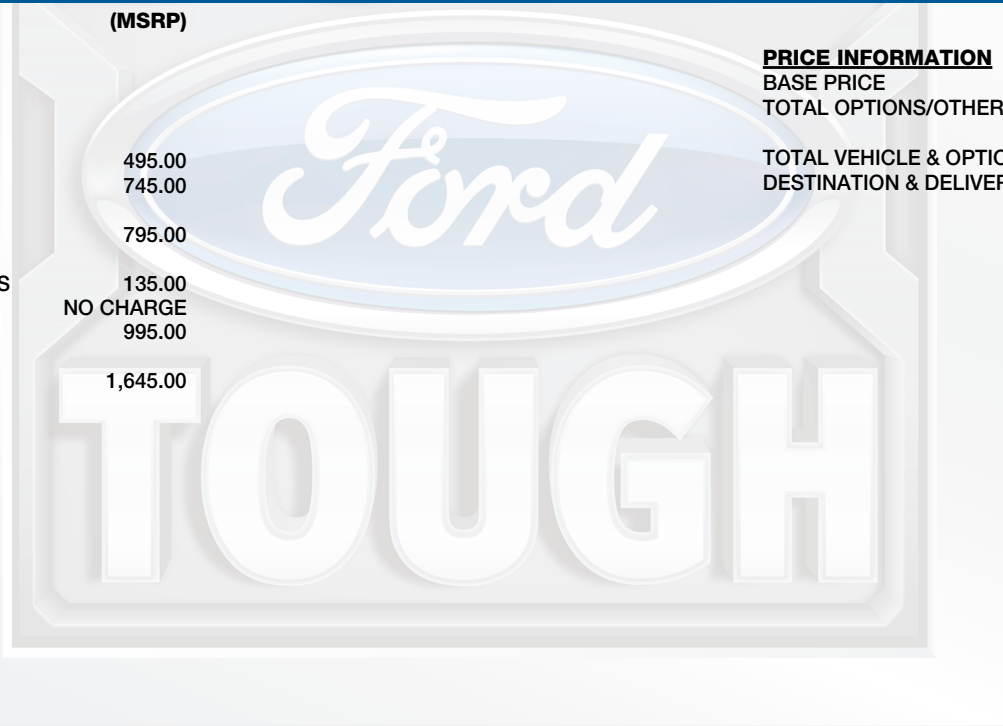 (MSRP)
495.00
745.00
795.00
S 135.00
NO CHARGE
995.00
1,645.00
PRICE INFORMATION
BASE PRICE
TOTAL OPTIONS/OTHER
TOTAL VEHICLE & OPTIO
DESTINATION & DELIVER
Ford
TOUGH